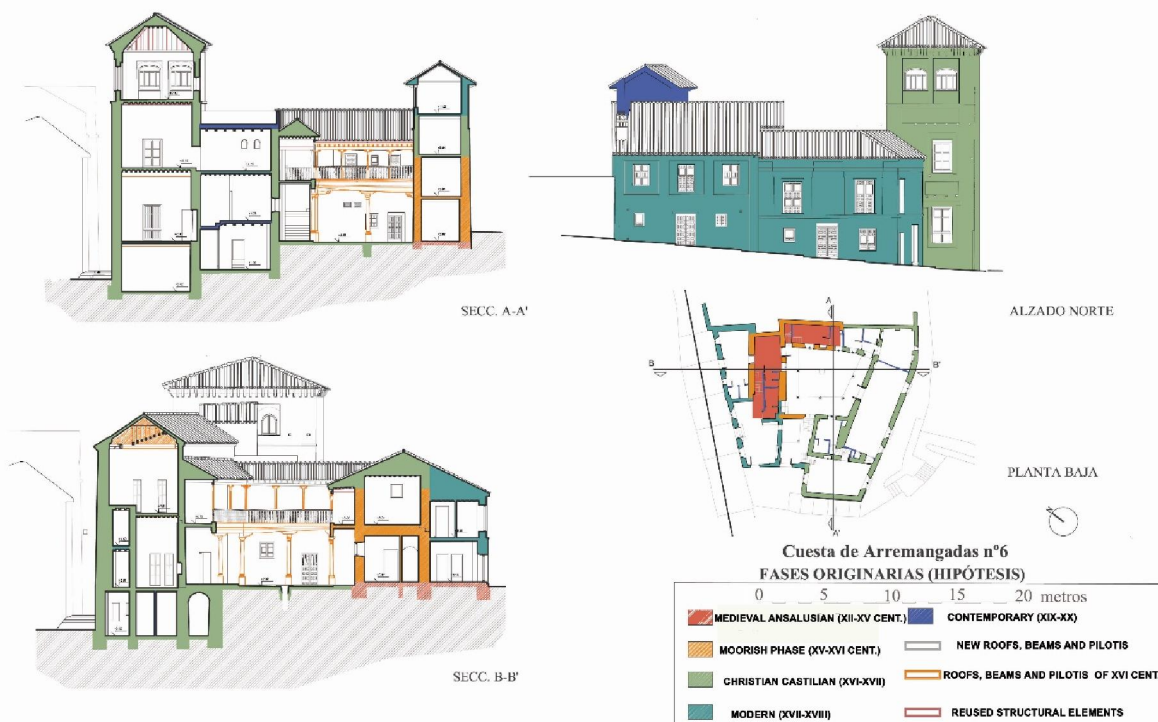 SECC. A-A'
ALZADO NORTE
A
B
B'
A'
PLANTA BAJA
SECC. B-B'
Cuesta de Arremangadas nº6
FASES ORIGINARIAS (HIPÓTESIS)
0 5 10 15 20 metros
MEDIEVAL ANSALUSIAN (XII-XV CENT.)
CONTEMPORARY (XIX-XX)
MOORISH PHASE (XV-XVI CENT.)
NEW ROOFS, BEAMS AND PILOTIS
CHRISTIAN CASTILIAN (XVI-XVII)
ROOFS, BEAMS AND PILOTIS OF XVI CENT.
MODERN (XVII-XVIII)
REUSED STRUCTURAL ELEMENTS